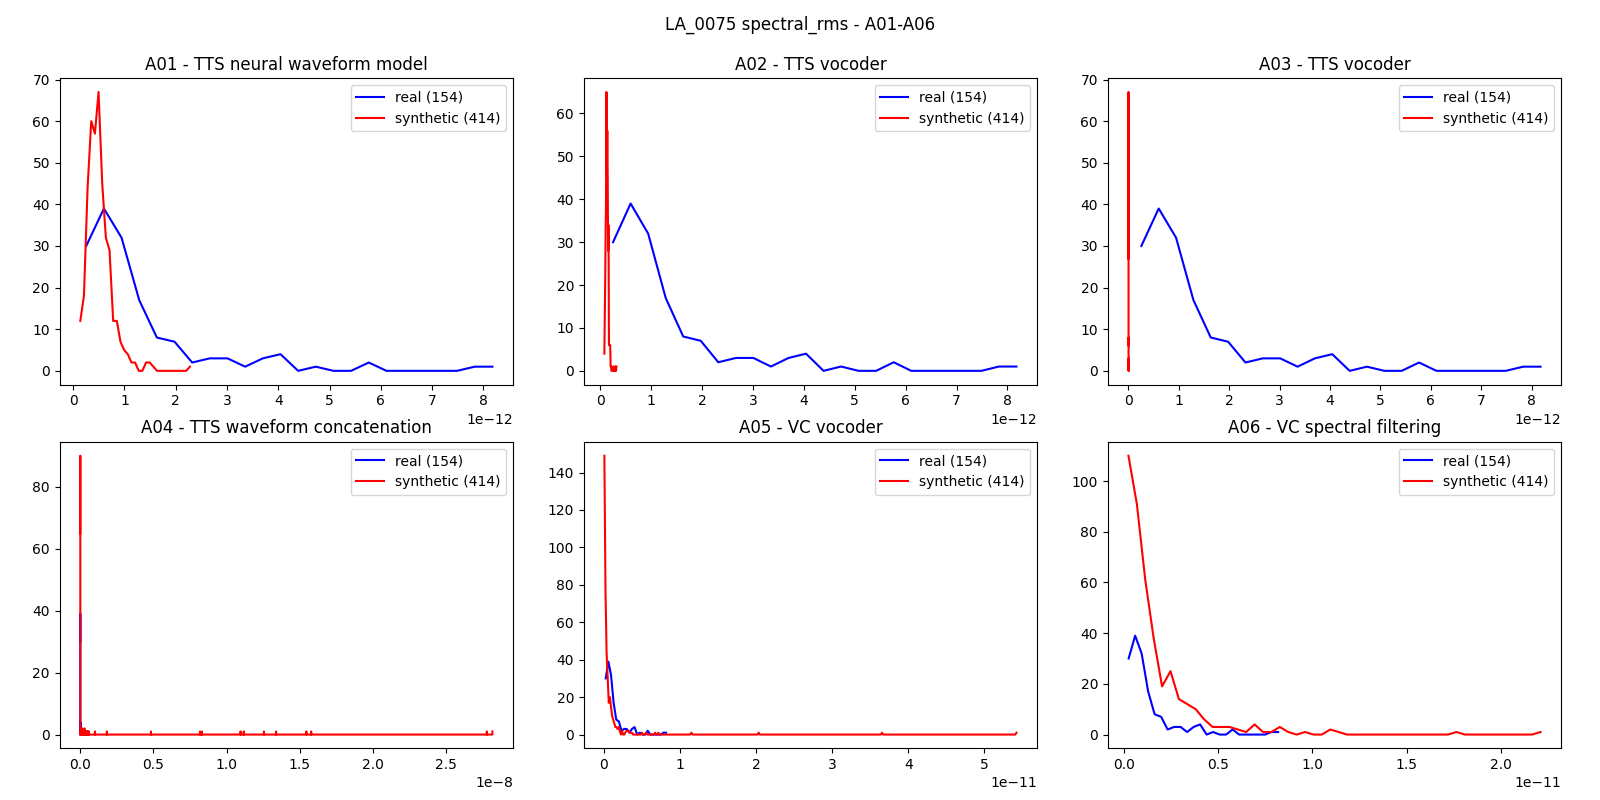 LA_0075 spectral_rms - A01-A06
A01 - TTS neural waveform model
70
60
50
40
30
20
10
0
real (154)
synthetic (414)
0 1 2 3 4 5 6 7 8
1e−12
A02 - TTS vocoder
60
50
40
30
20
10
0
real (154)
synthetic (414)
0 1 2 3 4 5 6 7 8
1e−12
A03 - TTS vocoder
70
60
50
40
30
20
10
0
real (154)
synthetic (414)
0 1 2 3 4 5 6 7 8
1e−12
A04 - TTS waveform concatenation
80
60
40
20
0
real (154)
synthetic (414)
0.0 0.5 1.0 1.5 2.0 2.5
1e−8
A05 - VC vocoder
140
120
100
80
60
40
20
0
real (154)
synthetic (414)
0 1 2 3 4 5
1e−11
A06 - VC spectral filtering
100
80
60
40
20
0
real (154)
synthetic (414)
0.0 0.5 1.0 1.5 2.0
1e−11